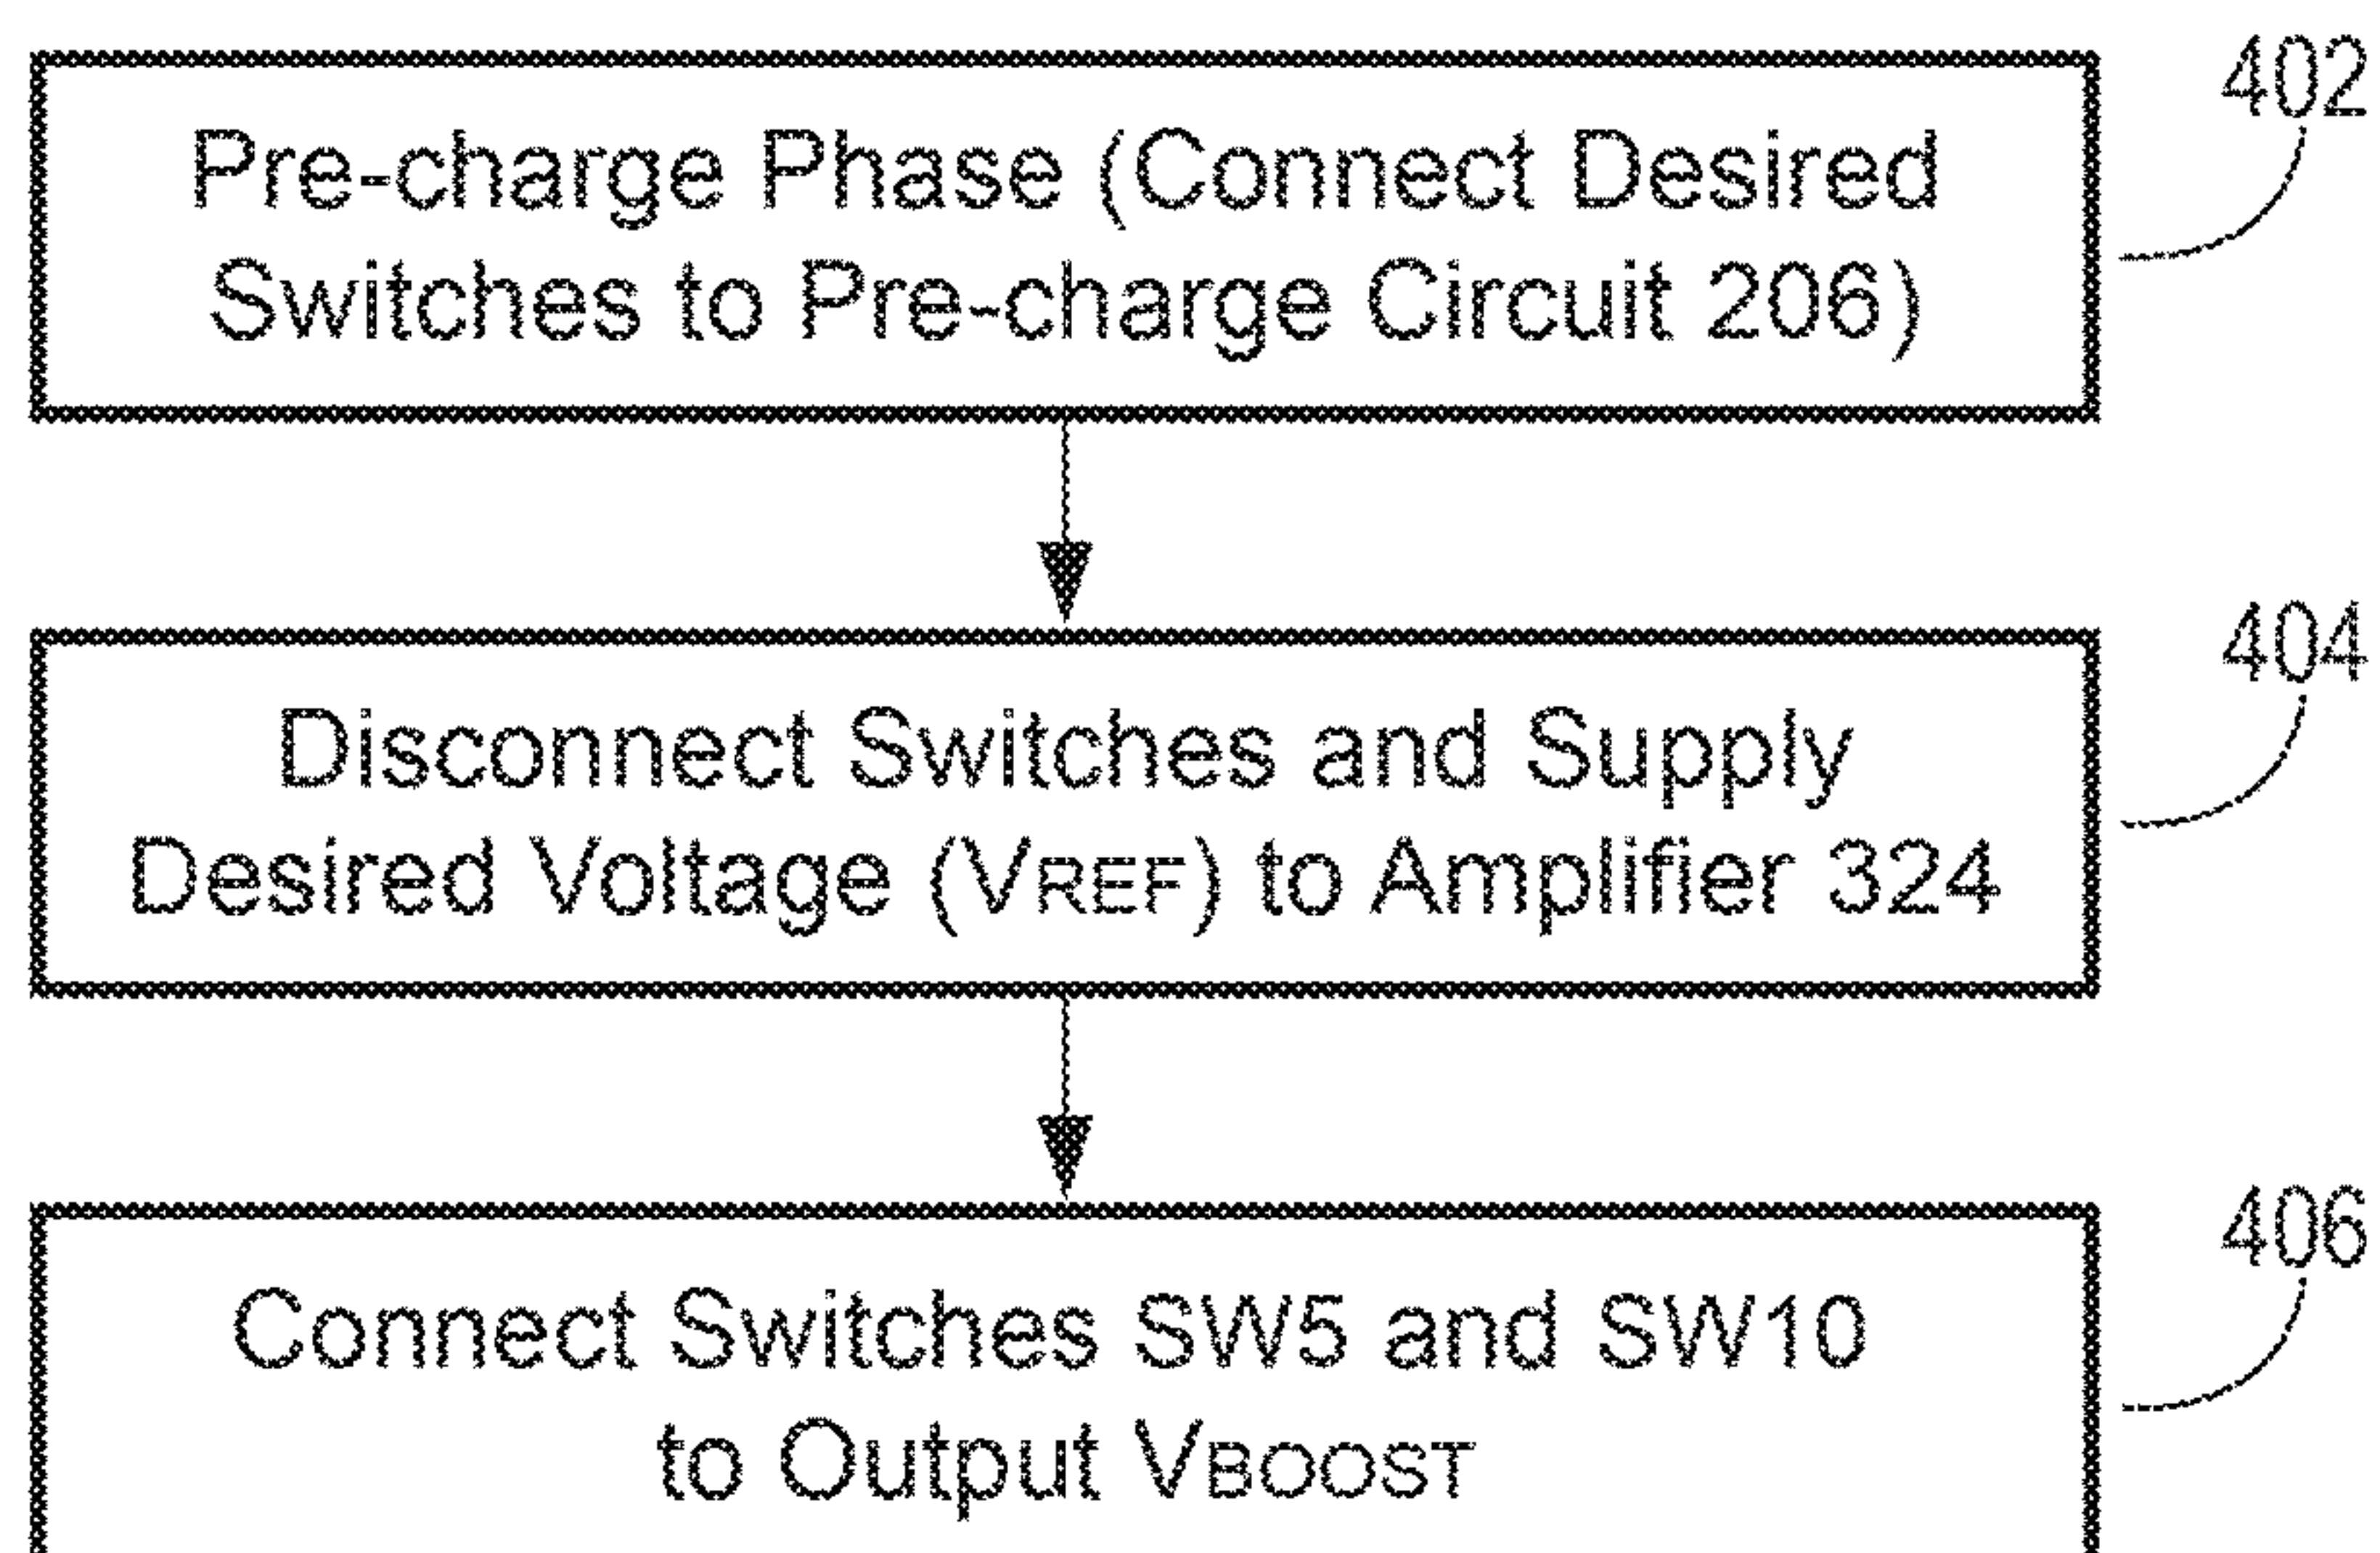 402
Pre-charge Phase (Connect Desired
Switches to Pre-charge Circuit 206)
404
Disconnect Switches and Supply
Desired Voltage (VREF) to Amplifier 324
406
Connect Switches SW5 and SW10
to Output VBOOST